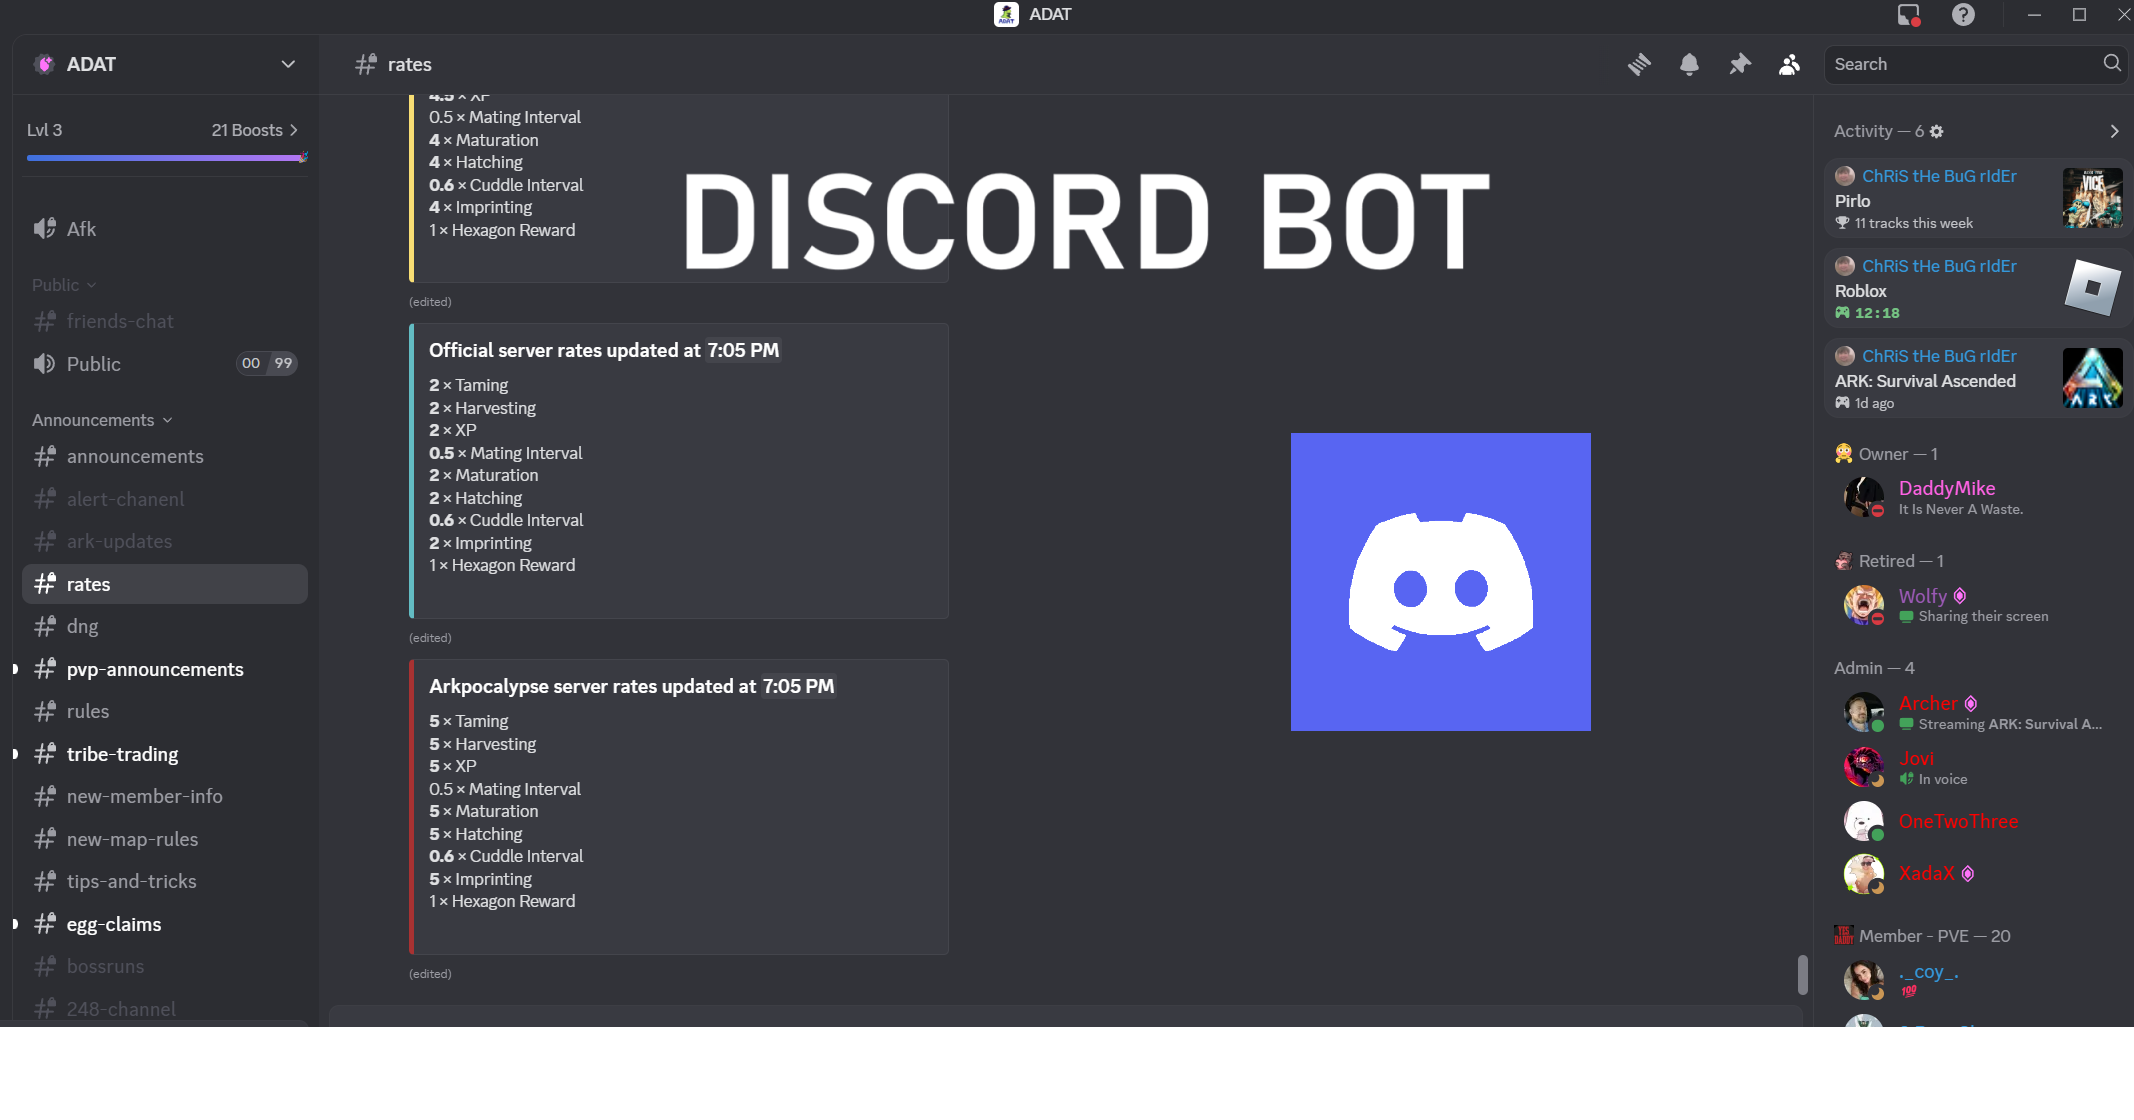 ADAT
ADAT
Lvl 3
21 Boosts
Afk
Public
friends-chat
Public
00 99
Announcements
announcements
alert-chanenl
ark-updates
rates
dng
pvp-announcements
rules
tribe-trading
new-member-info
new-map-rules
tips-and-tricks
egg-claims
bossruns
248-channel
rates
4.5 × XP
0.5 × Mating Interval
4 × Maturation
4 × Hatching
0.6 × Cuddle Interval
4 × Imprinting
1 × Hexagon Reward
(edited)
DISCORD BOT
Official server rates updated at 7:05 PM
2 × Taming
2 × Harvesting
2 × XP
0.5 × Mating Interval
2 × Maturation
2 × Hatching
0.6 × Cuddle Interval
2 × Imprinting
1 × Hexagon Reward
(edited)
Arkpocalypse server rates updated at 7:05 PM
5 × Taming
5 × Harvesting
5 × XP
0.5 × Mating Interval
5 × Maturation
5 × Hatching
0.6 × Cuddle Interval
5 × Imprinting
1 × Hexagon Reward
(edited)
Search
Activity — 6
ChRiS tHe BuG rIdEr
Pirlo
11 tracks this week
VICE
ChRiS tHe BuG rIdEr
Roblox
12:18
ChRiS tHe BuG rIdEr
ARK: Survival Ascended
1d ago
ARK
Owner — 1
DaddyMike
It Is Never A Waste.
Retired — 1
Wolfy
Sharing their screen
Admin — 4
Archer
Streaming ARK: Survival A...
Jovi
In voice
OneTwoThree
XadaX
YES DADDY
Member - PVE — 20
._coy_.